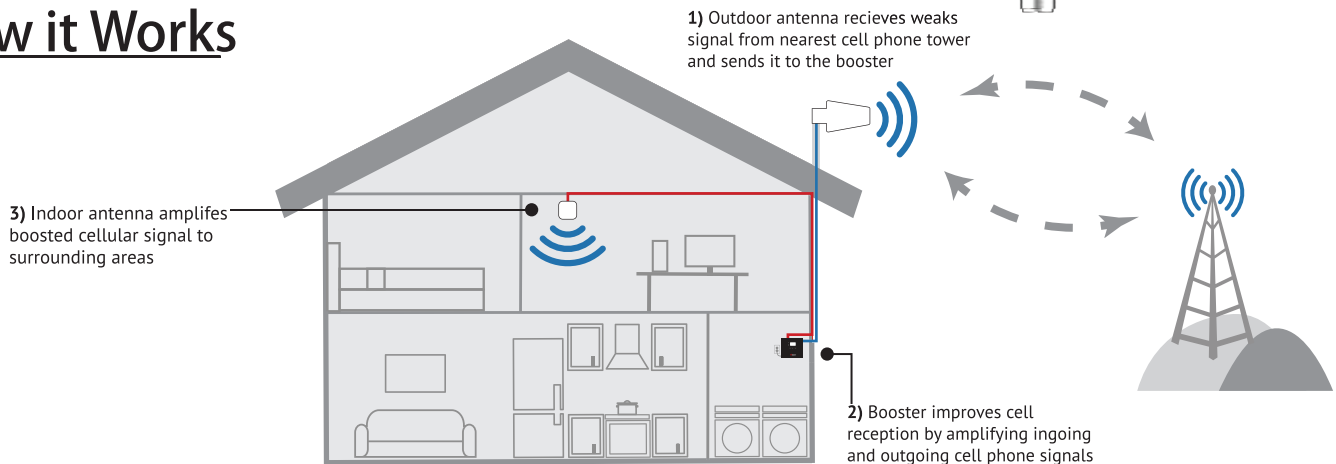 w it Works
1) Outdoor antenna recieves weaks
signal from nearest cell phone tower
and sends it to the booster
3) Indoor antenna amplifes
boosted cellular signal to
surrounding areas
2) Booster improves cell
reception by amplifying ingoing
and outgoing cell phone signals